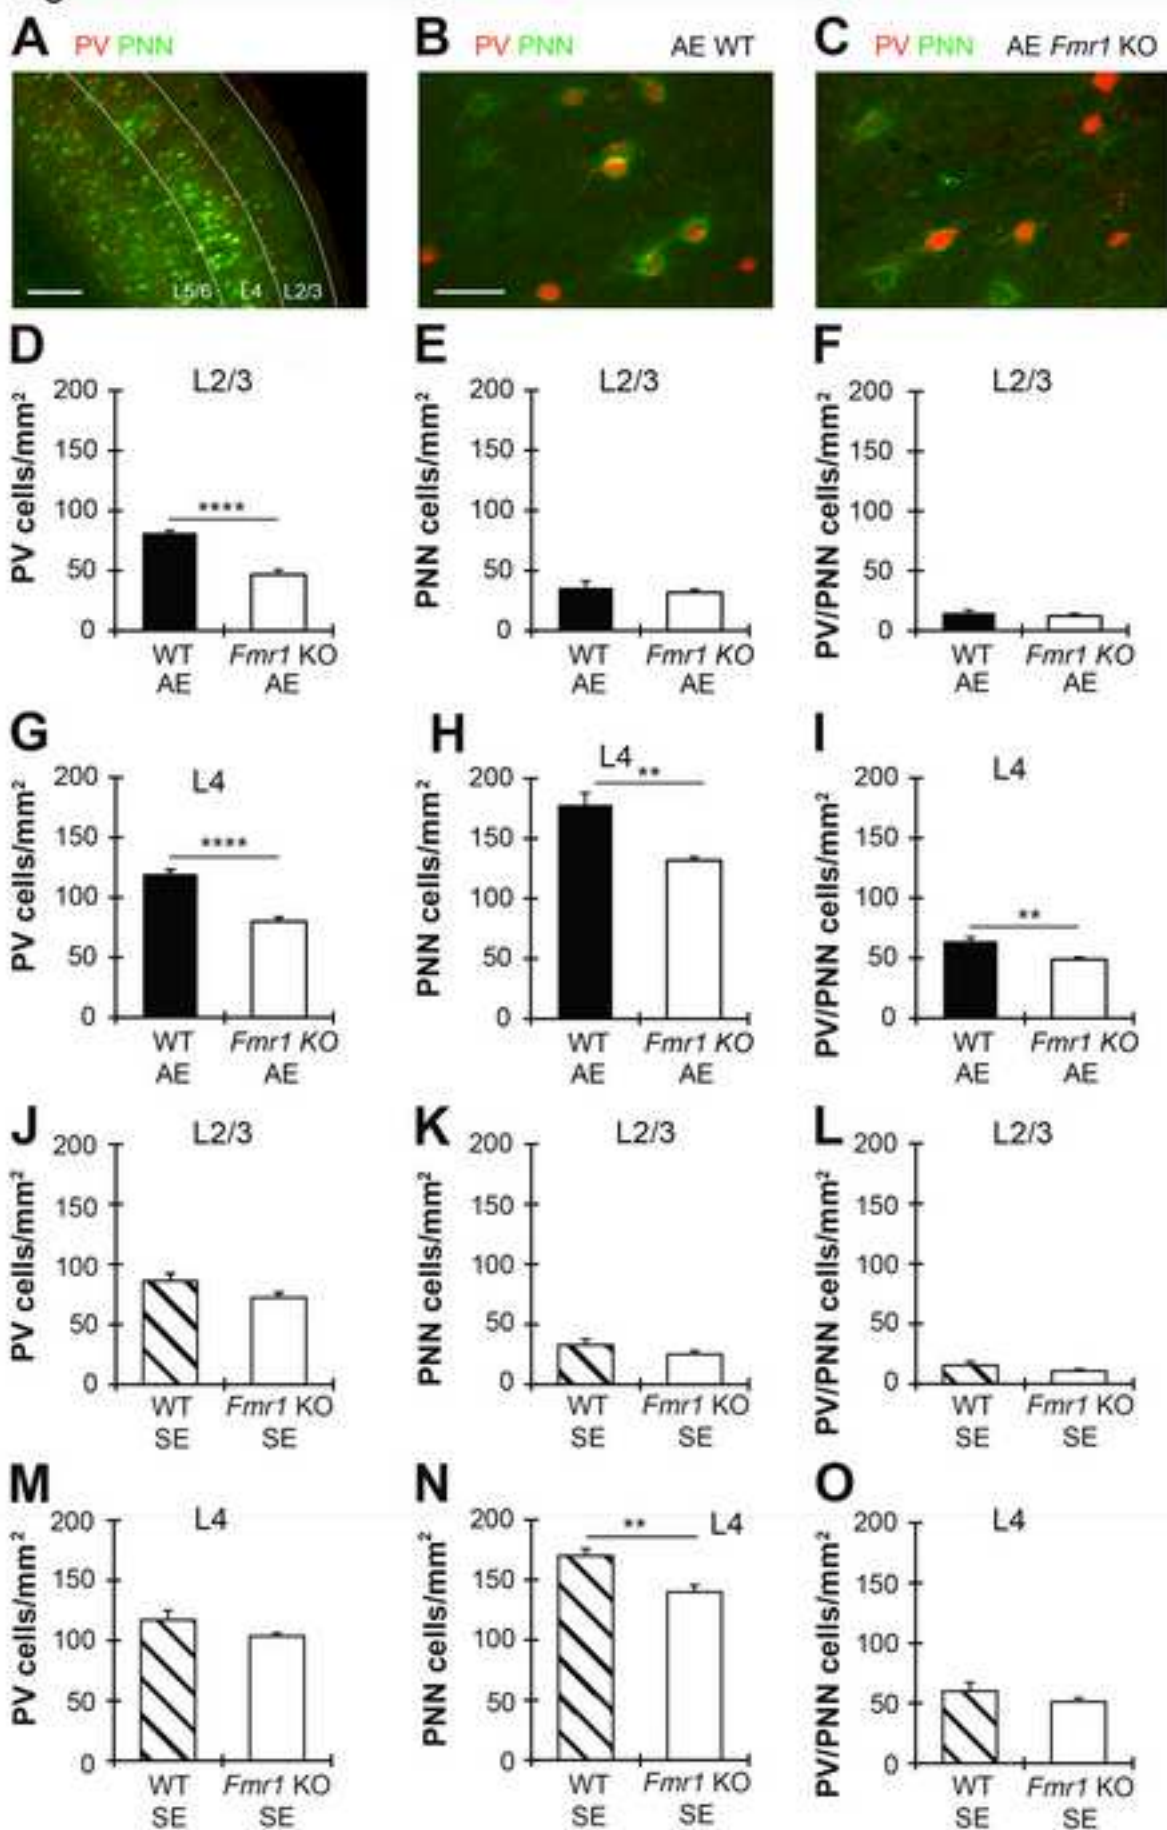 A PV PNN
B PV PNN AE WT
C PV PNN AE Fmr1 KO
L5/6 L4 L2/3
D
L2/3
PV cells/mm²
200
150
100
50
0
****
WT Fmr1 KO
AE AE
E
L2/3
PNN cells/mm²
200
150
100
50
0
WT Fmr1 KO
AE AE
F
L2/3
PV/PNN cells/mm²
200
150
100
50
0
WT Fmr1 KO
AE AE
G
L4
PV cells/mm²
200
150
100
50
0
****
WT Fmr1 KO
AE AE
H
L4
**
PNN cells/mm²
200
150
100
50
0
WT Fmr1 KO
AE AE
I
L4
PV/PNN cells/mm²
200
150
100
50
0
**
WT Fmr1 KO
AE AE
J
L2/3
PV cells/mm²
200
150
100
50
0
WT Fmr1 KO
SE SE
K
L2/3
PNN cells/mm²
200
150
100
50
0
WT Fmr1 KO
SE SE
L
L2/3
PV/PNN cells/mm²
200
150
100
50
0
WT Fmr1 KO
SE SE
M
L4
PV cells/mm²
200
150
100
50
0
WT Fmr1 KO
SE SE
N
** L4
PNN cells/mm²
200
150
100
50
0
WT Fmr1 KO
SE SE
O
L4
PV/PNN cells/mm²
200
150
100
50
0
WT Fmr1 KO
SE SE